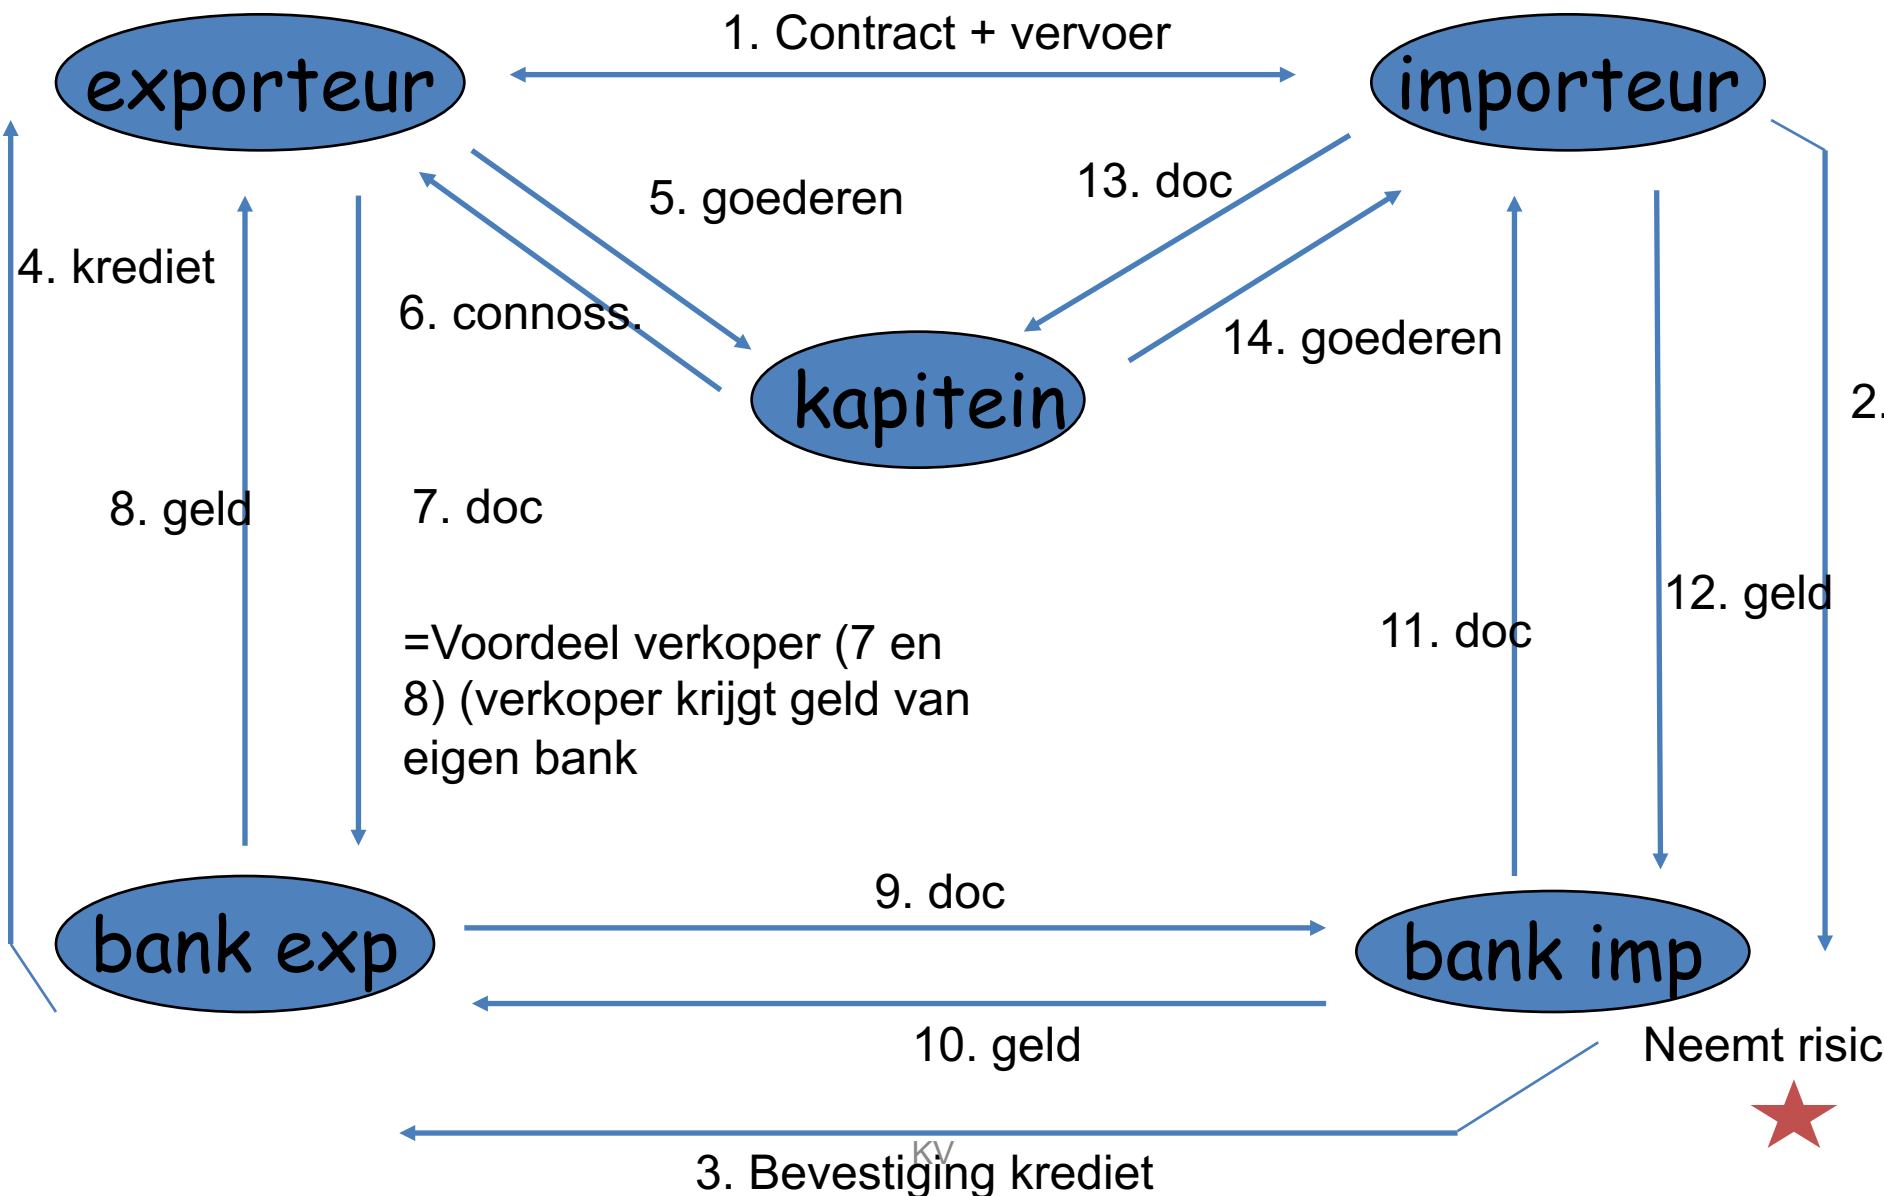 1. Contract + vervoer
exporteur
importeur
5. goederen
13. doc
4. krediet
6. connoss.
14. goederen
kapitein
2.
8. geld
7. doc
12. geld
11. doc
=Voordeel verkoper (7 en
8) (verkoper krijgt geld van
eigen bank
9. doc
bank exp
bank imp
10. geld
Neemt risic
KV
3. Bevestiging krediet